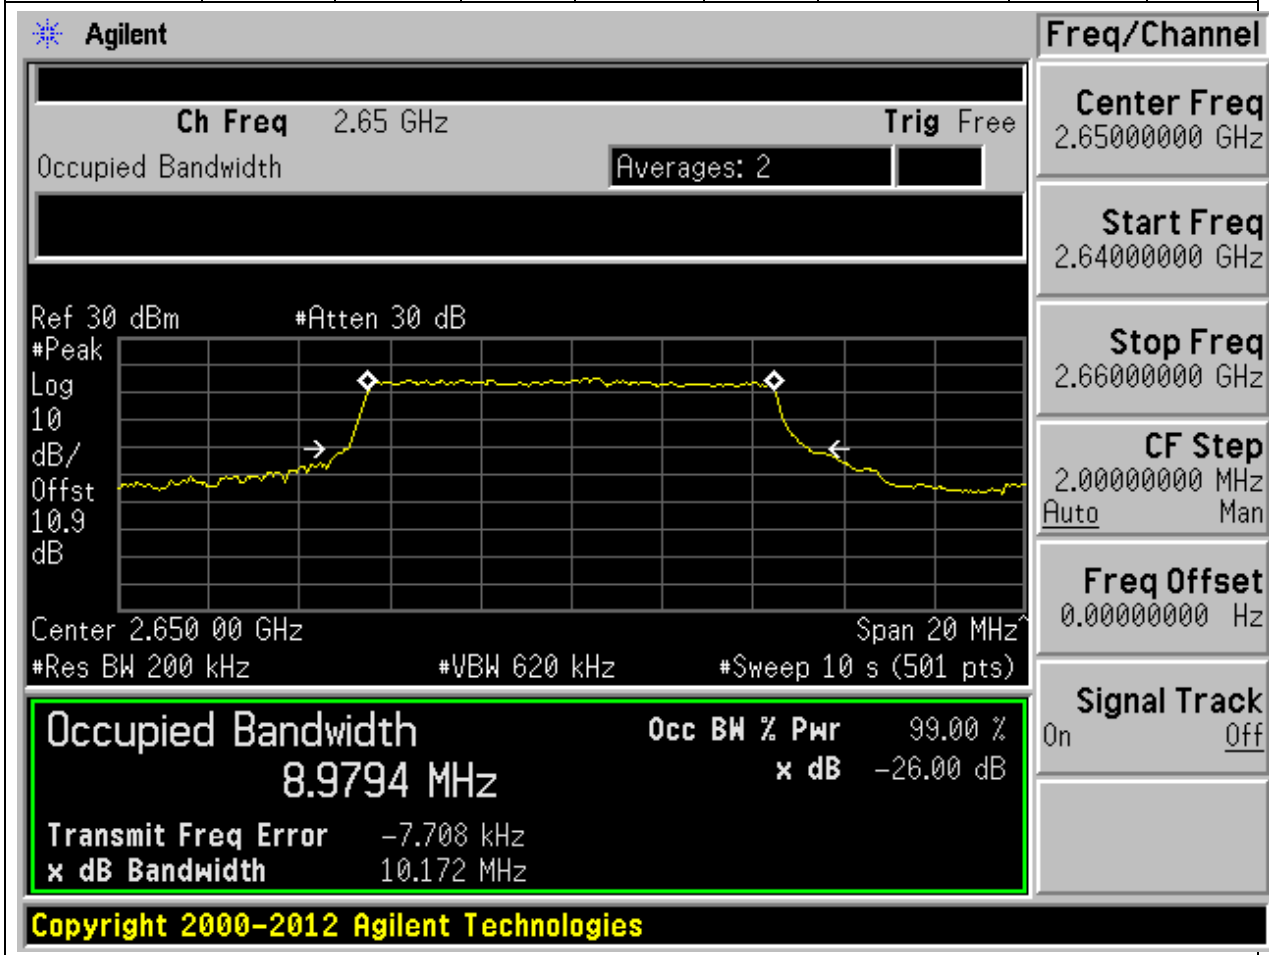 Agilent
Freq/Channel
Ch Freq 2.65 GHz Trig Free
Occupied Bandwidth Averages: 2
Center Freq
2.65000000 GHz
Start Freq
2.64000000 GHz
Stop Freq
2.66000000 GHz
CF Step
2.00000000 MHz
Auto Man
Freq Offset
0.00000000 Hz
Signal Track
On Off
Ref 30 dBm #Atten 30 dB
#Peak
Log
10
dB/
Offst
10.9
dB
Center 2.650 00 GHz Span 20 MHz^
#Res BW 200 kHz #VBW 620 kHz #Sweep 10 s (501 pts)
Occupied Bandwidth Occ BW % Pwr 99.00 %
8.9794 MHz x dB -26.00 dB
Transmit Freq Error -7.708 kHz
x dB Bandwidth 10.172 MHz
Copyright 2000-2012 Agilent Technologies